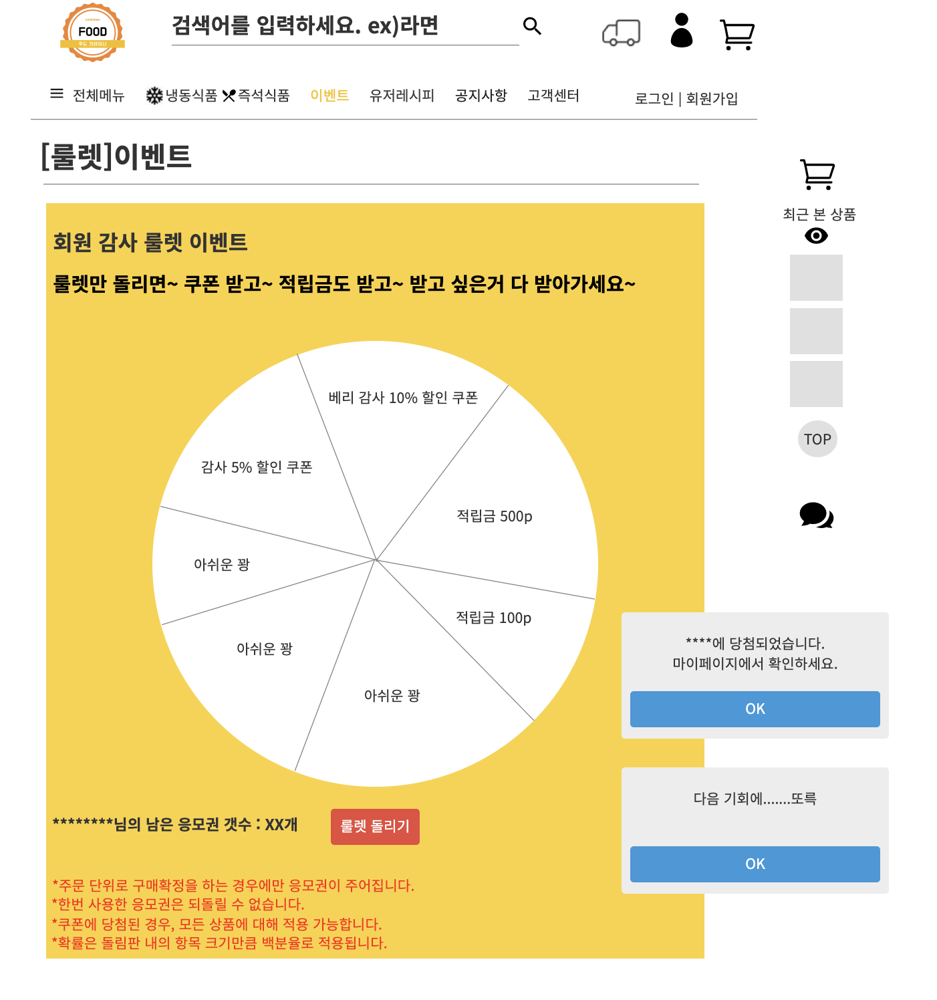 container
FOOD
푸드 컨테이너
검색어를 입력하세요. ex)라면
전체메뉴 냉동식품 즉석식품 이벤트 유저레시피 공지사항 고객센터
로그인 | 회원가입
[룰렛]이벤트
최근 본 상품
TOP
회원 감사 룰렛 이벤트
룰렛만 돌리면~ 쿠폰 받고~ 적립금도 받고~ 받고 싶은거 다 받아가세요~
베리 감사 10% 할인 쿠폰
감사 5% 할인 쿠폰
적립금 500p
아쉬운 꽝
적립금 100p
아쉬운 꽝
아쉬운 꽝
****에 당첨되었습니다.
마이페이지에서 확인하세요.
OK
다음 기회에.......또륵
OK
********님의 남은 응모권 갯수 : XX개
룰렛 돌리기
*주문 단위로 구매확정을 하는 경우에만 응모권이 주어집니다.
*한번 사용한 응모권은 되돌릴 수 없습니다.
*쿠폰에 당첨된 경우, 모든 상품에 대해 적용 가능합니다.
*확률은 돌림판 내의 항목 크기만큼 백분율로 적용됩니다.